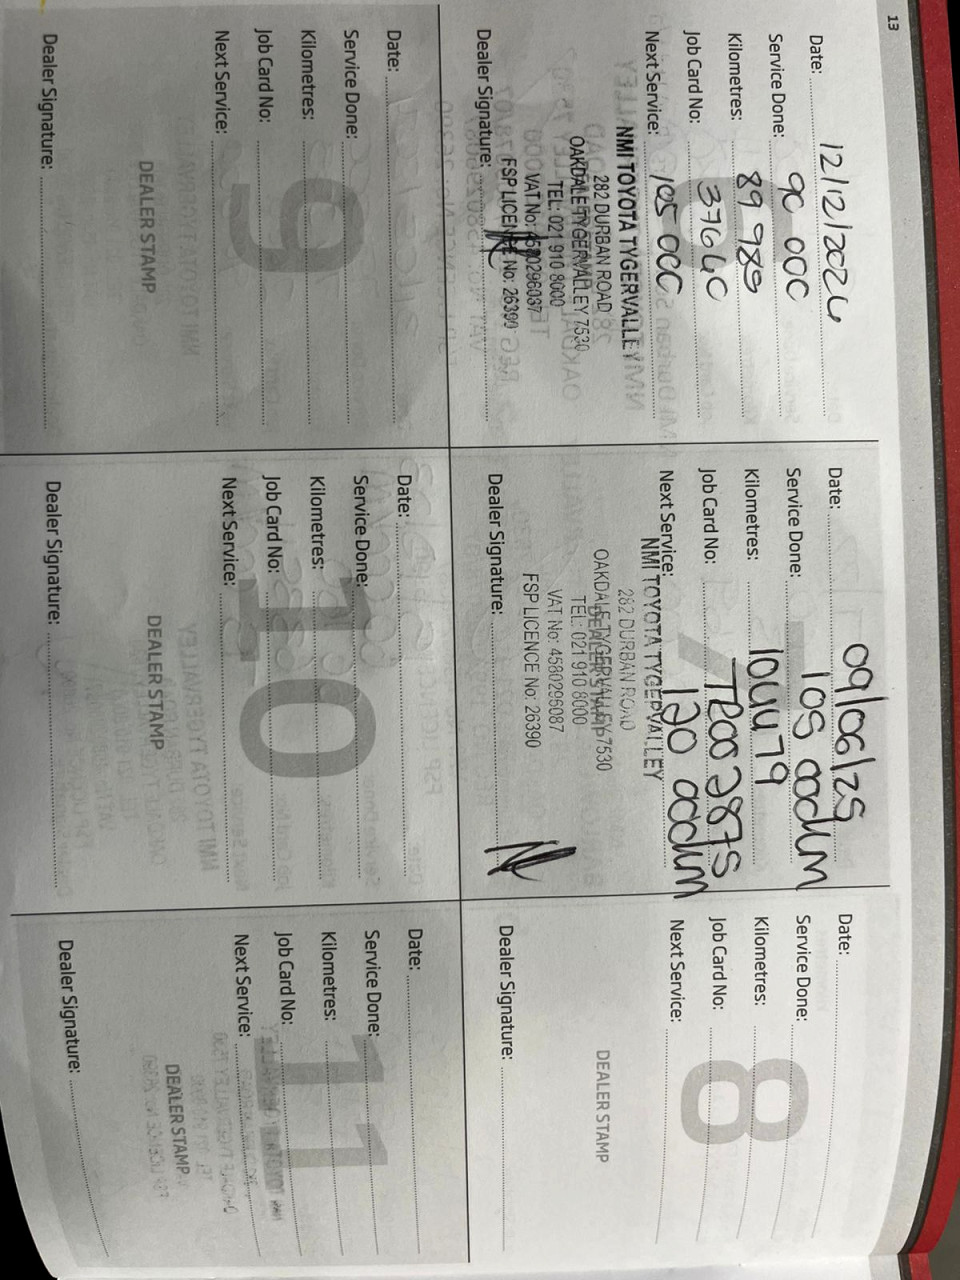 13
Date: 12/12/2024
Service Done: 90 000
Kilometres: 89 989
Job Card No: 37640
Next Service: 105 000
NMI TOYOTA TYGERVALLEY
282 DURBAN ROAD
OAKDALE TYGERVALLEY 7530
TEL: 021 910 8000
VAT No: 4580296087
FSP LICENCE No: 26390
Dealer Signature:
7
Date: 09/06/25
Service Done: 105 000km
Kilometres: 104479
Job Card No: TR002875
Next Service: 120 000km
NMI TOYOTA TYGERVALLEY
282 DURBAN ROAD
DEALER STAMP
OAKDALE TYGERVALLEY 7530
TEL: 021 910 8000
VAT No: 4580296087
FSP LICENCE No: 26390
Dealer Signature:
8
Date:
Service Done:
Kilometres:
Job Card No:
Next Service:
DEALER STAMP
Dealer Signature:
9
Date:
Service Done:
Kilometres:
Job Card No:
Next Service:
DEALER STAMP
Dealer Signature:
10
Date:
Service Done:
Kilometres:
Job Card No:
Next Service:
DEALER STAMP
Dealer Signature:
11
Date:
Service Done:
Kilometres:
Job Card No:
Next Service:
DEALER STAMP
Dealer Signature: